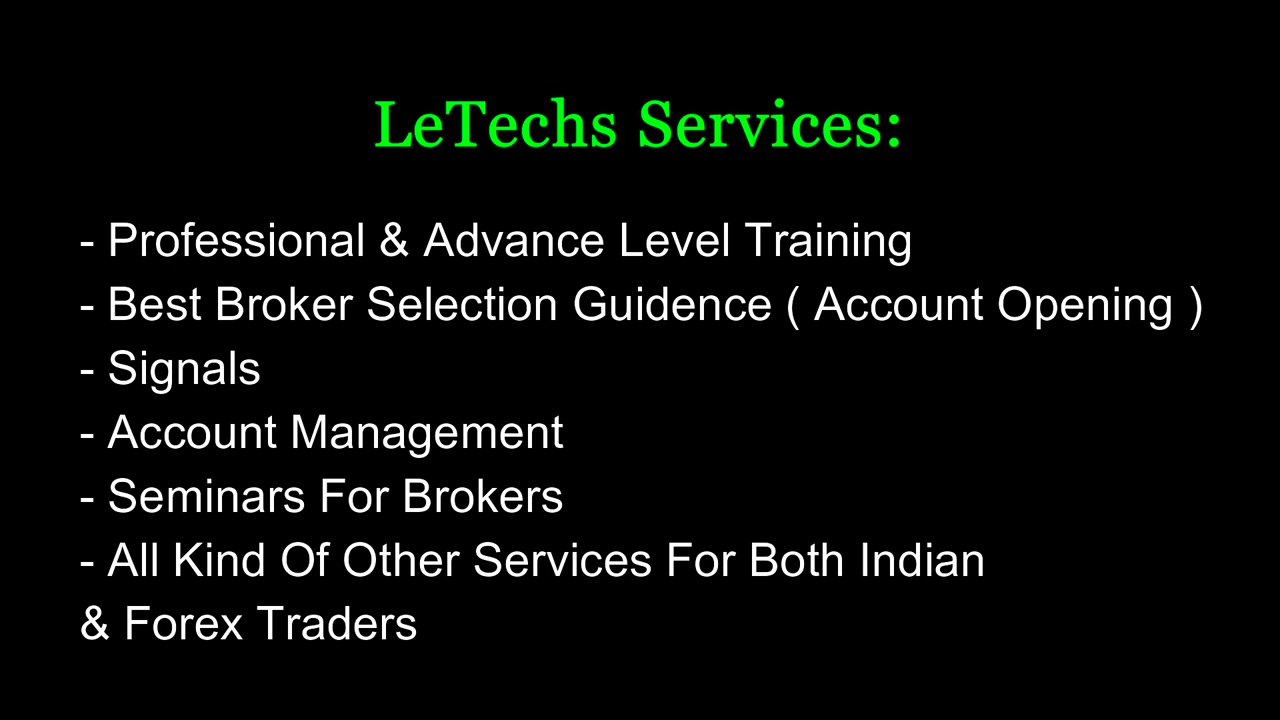 LeTechs Services:
- Professional & Advance Level Training
- Best Broker Selection Guidence ( Account Opening )
- Signals
- Account Management
- Seminars For Brokers
- All Kind Of Other Services For Both Indian
& Forex Traders